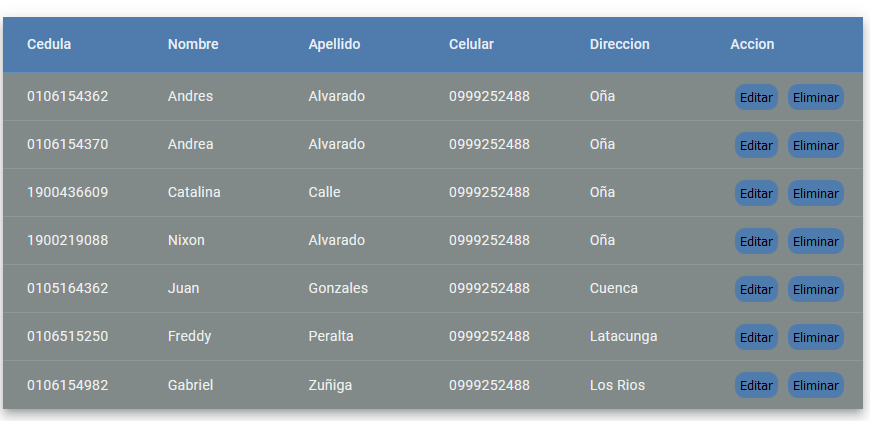 Cedula Nombre Apellido Celular Direccion Accion
0106154362 Andres Alvarado 0999252488 Oña Editar Eliminar
0106154370 Andrea Alvarado 0999252488 Oña Editar Eliminar
1900436609 Catalina Calle 0999252488 Oña Editar Eliminar
1900219088 Nixon Alvarado 0999252488 Oña Editar Eliminar
0105164362 Juan Gonzales 0999252488 Cuenca Editar Eliminar
0106515250 Freddy Peralta 0999252488 Latacunga Editar Eliminar
0106154982 Gabriel Zuñiga 0999252488 Los Rios Editar Eliminar